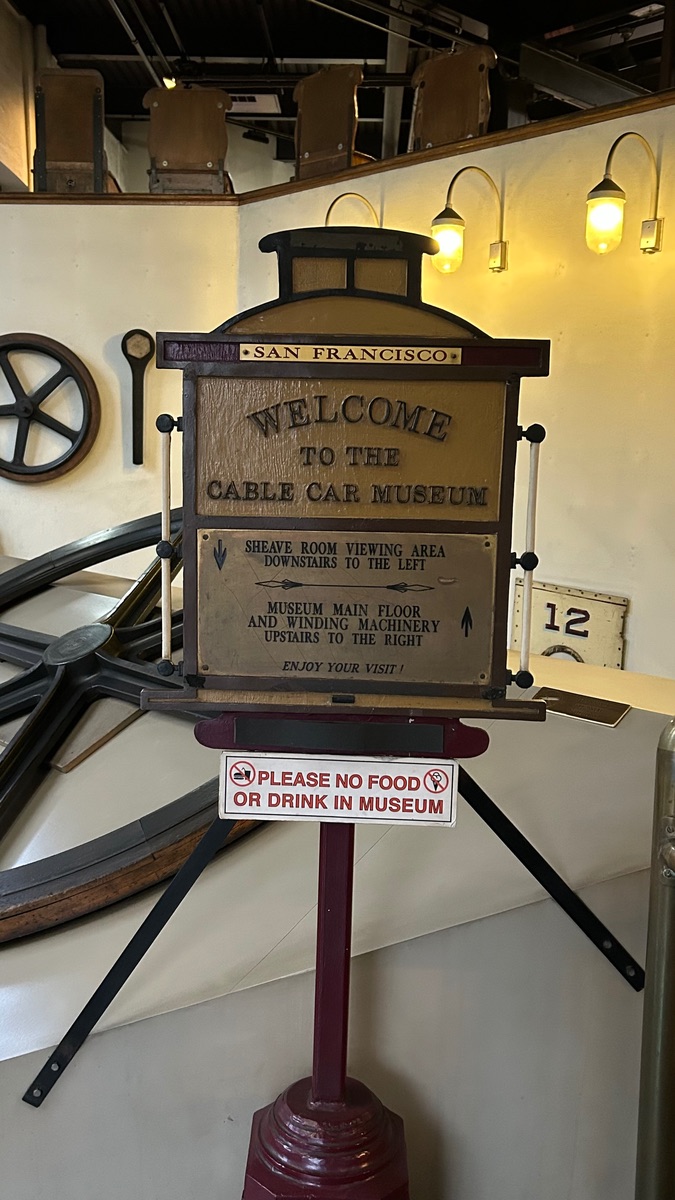 SAN FRANCISCO
WELCOME
TO THE
CABLE CAR MUSEUM
SHEAVE ROOM VIEWING AREA
DOWNSTAIRS TO THE LEFT
MUSEUM MAIN FLOOR
AND WINDING MACHINERY
UPSTAIRS TO THE RIGHT
ENJOY YOUR VISIT!
12
PLEASE NO FOOD
OR DRINK IN MUSEUM